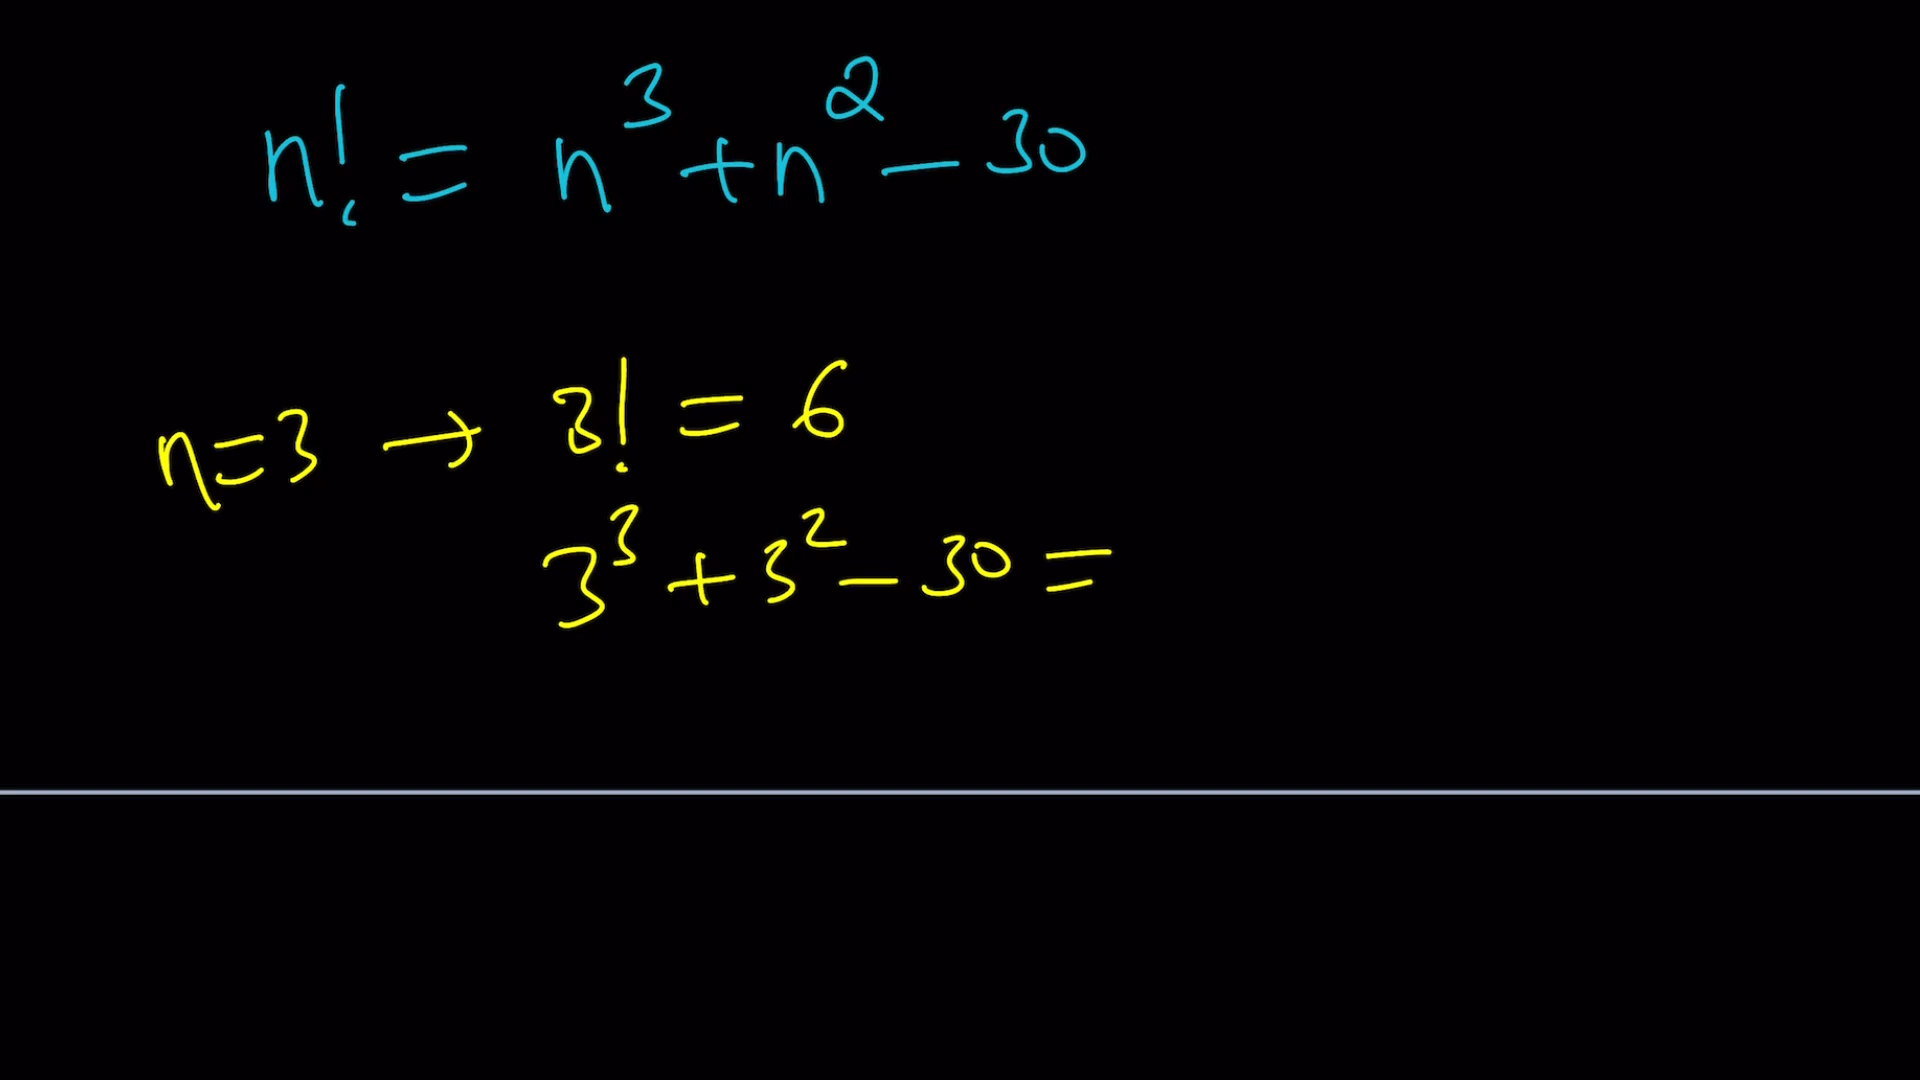 n! = n³ + n² - 30
n=3 → 3! = 6
3³ + 3² - 30 =